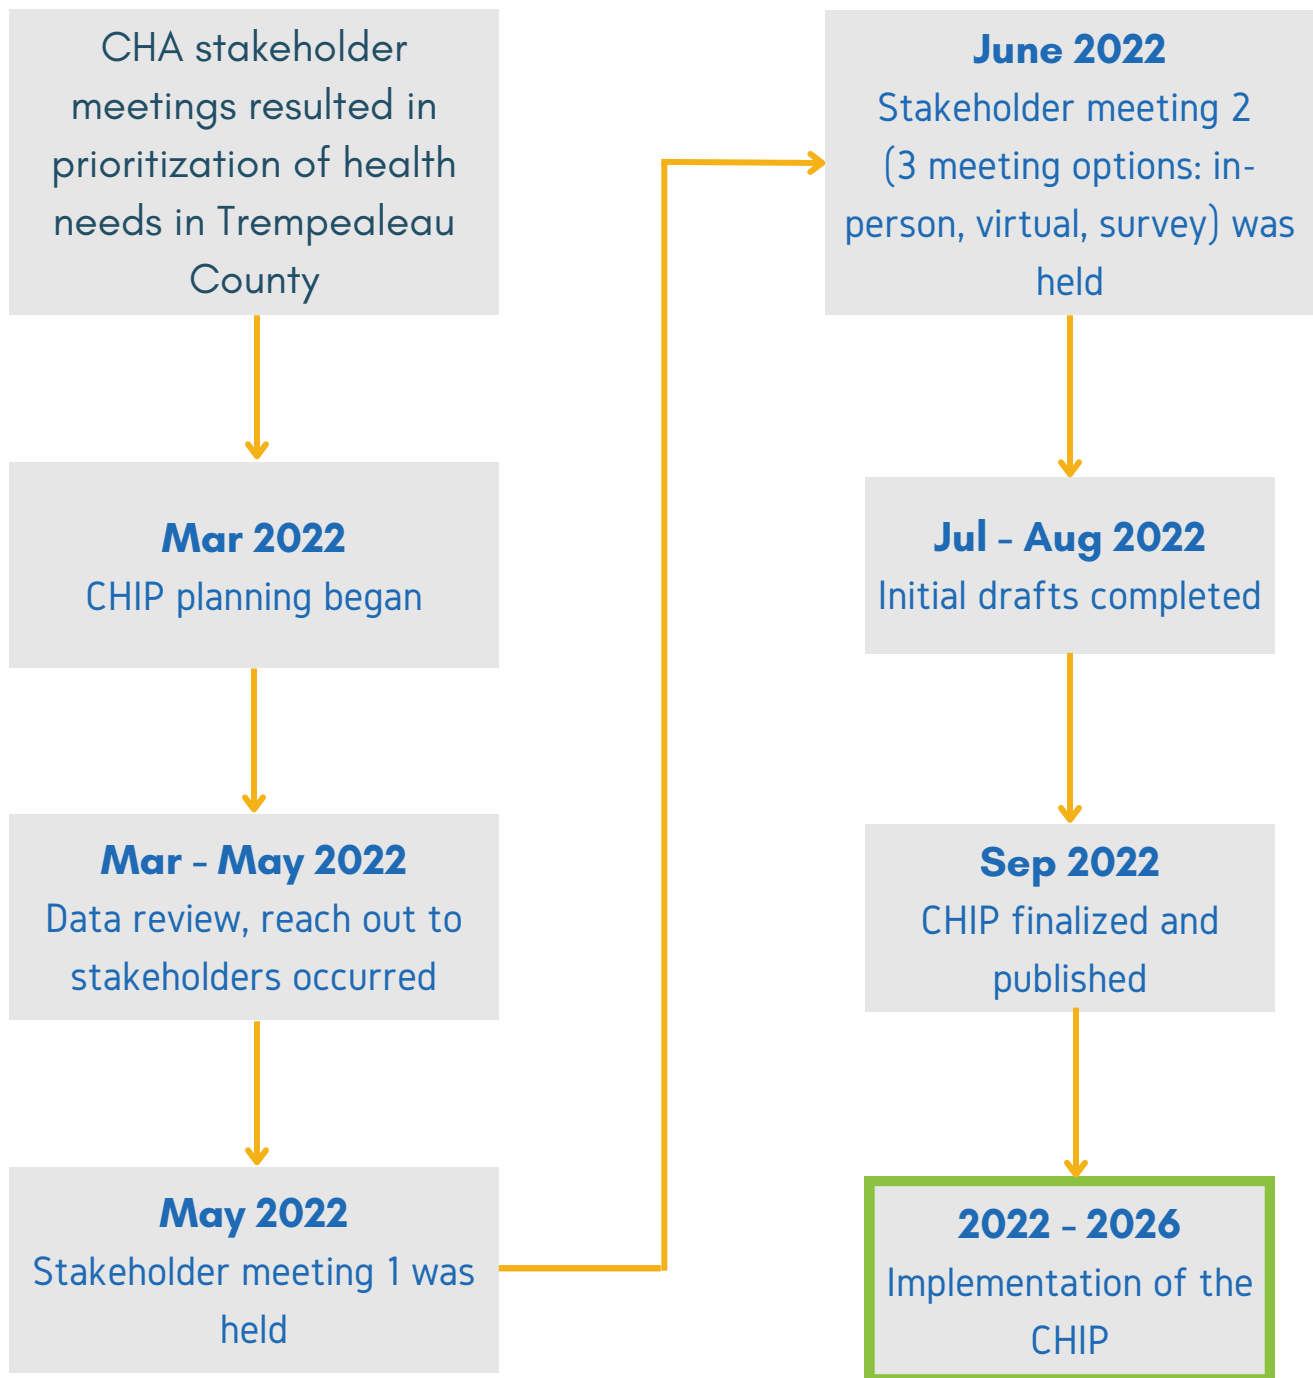 CHA stakeholder
meetings resulted in
prioritization of health
needs in Trempealeau
County
Mar 2022
CHIP planning began
Mar - May 2022
Data review, reach out to
stakeholders occurred
May 2022
Stakeholder meeting 1 was
held
June 2022
Stakeholder meeting 2
(3 meeting options: in-
person, virtual, survey) was
held
Jul - Aug 2022
Initial drafts completed
Sep 2022
CHIP finalized and
published
2022 - 2026
Implementation of the
CHIP